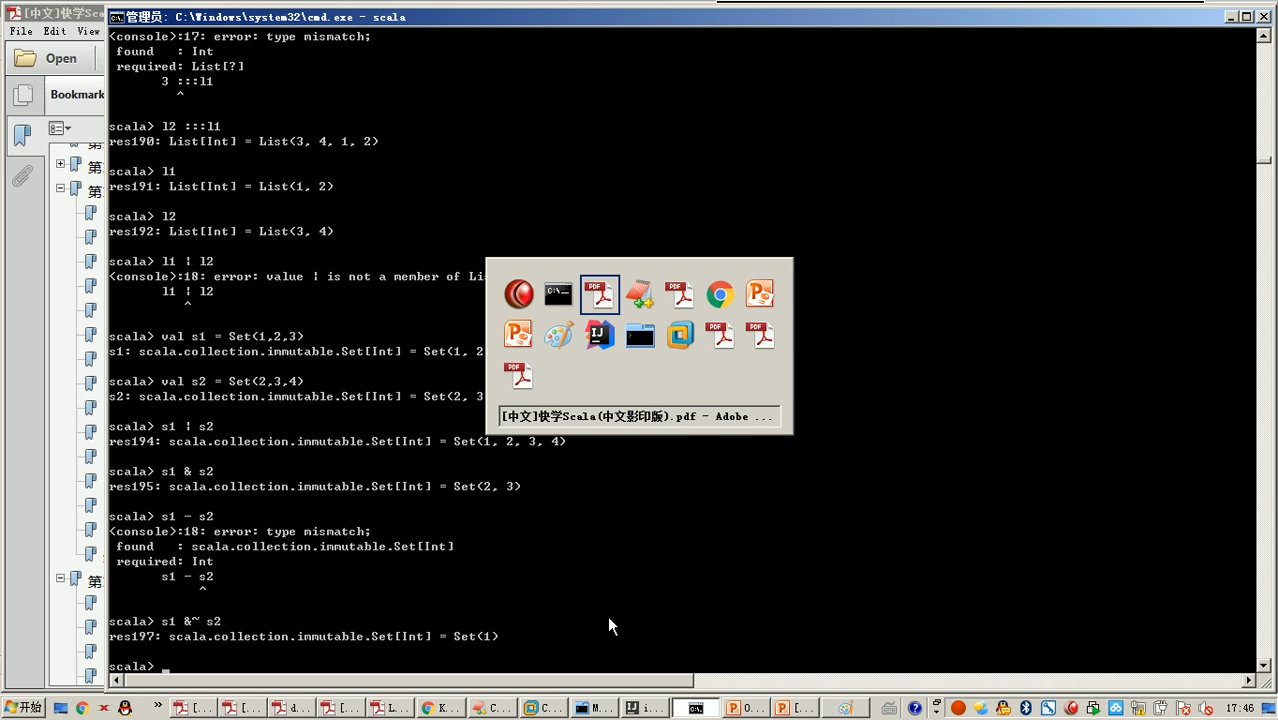 [中文]快学Sc
管理员: C:\Windows\system32\cmd.exe - scala
File Edit View
Open
Bookmark
第
第
第
<console>:17: error: type mismatch;
found   : Int
required: List[?]
3 :::l1
^
scala> l2 :::l1
res190: List[Int] = List(3, 4, 1, 2)
scala> l1
res191: List[Int] = List(1, 2)
scala> l2
res192: List[Int] = List(3, 4)
scala> l1 | l2
<console>:18: error: value | is not a member of Li
l1 | l2
^
scala> val s1 = Set(1,2,3)
s1: scala.collection.immutable.Set[Int] = Set(1, 2
scala> val s2 = Set(2,3,4)
s2: scala.collection.immutable.Set[Int] = Set(2, 3
scala> s1 | s2
res194: scala.collection.immutable.Set[Int] = Set(1, 2, 3, 4)
scala> s1 & s2
res195: scala.collection.immutable.Set[Int] = Set(2, 3)
scala> s1 - s2
<console>:18: error: type mismatch;
found   : scala.collection.immutable.Set[Int]
required: Int
s1 - s2
^
scala> s1 &~ s2
res197: scala.collection.immutable.Set[Int] = Set(1)
scala>
[中文]快学Scala(中文影印版).pdf - Adobe ...
开始
[...
[...
d...
[...
L...
K...
C...
C...
M...
i...
O...
[...
17:46